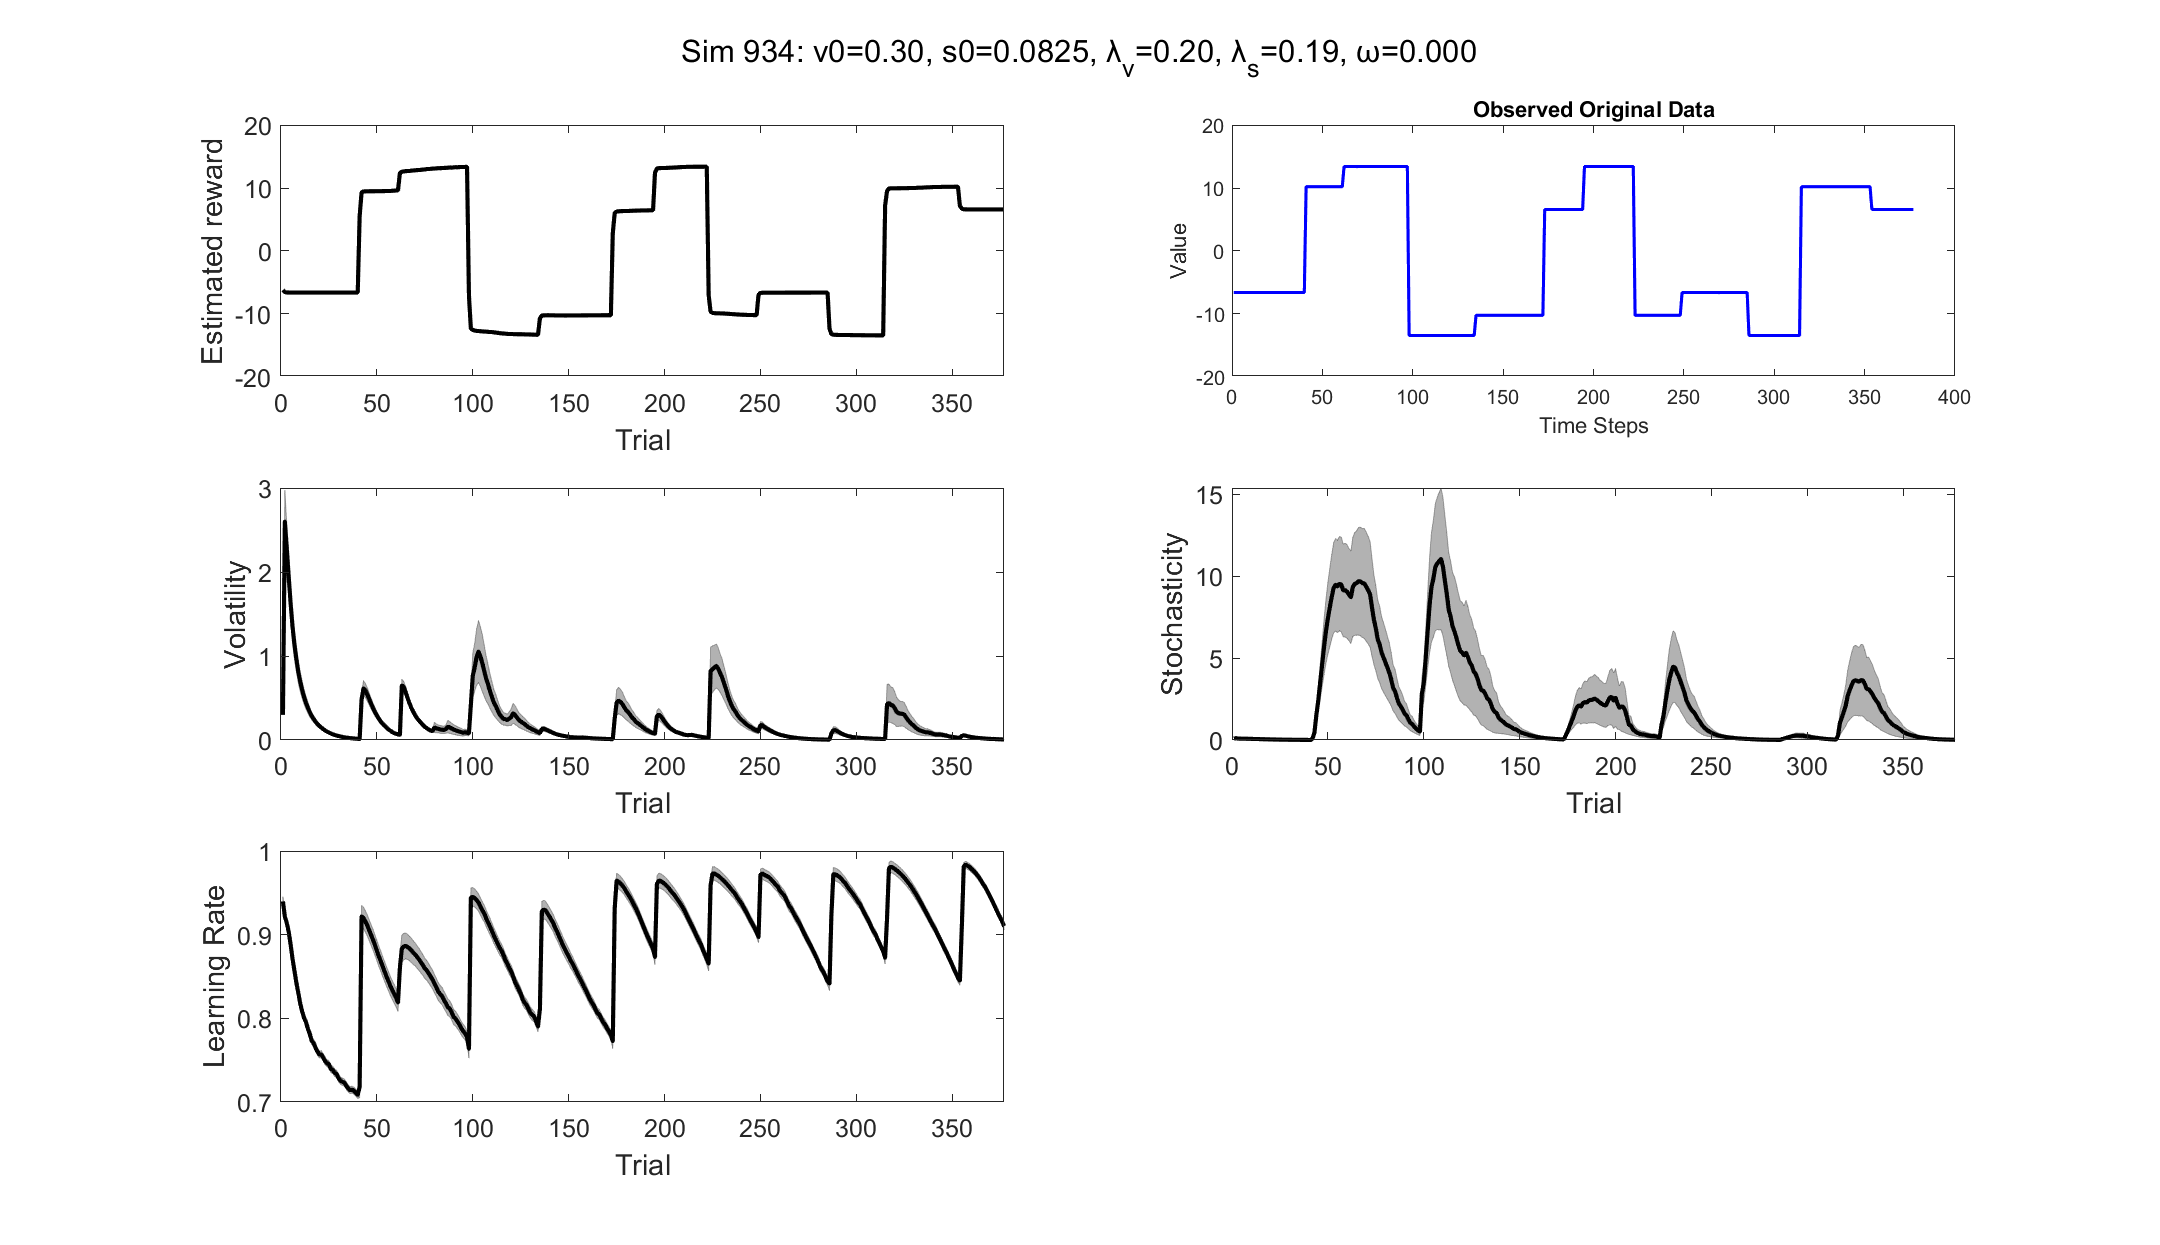 Sim 934: v0=0.30, s0=0.0825, λ_v=0.20, λ_s=0.19, ω=0.000
Estimated reward
20
10
0
-10
-20
0 50 100 150 200 250 300 350
Trial
Observed Original Data
Value
20
10
0
-10
-20
0 50 100 150 200 250 300 350 400
Time Steps
Volatility
3
2
1
0
0 50 100 150 200 250 300 350
Trial
Stochasticity
15
10
5
0
0 50 100 150 200 250 300 350
Trial
Learning Rate
1
0.9
0.8
0.7
0 50 100 150 200 250 300 350
Trial